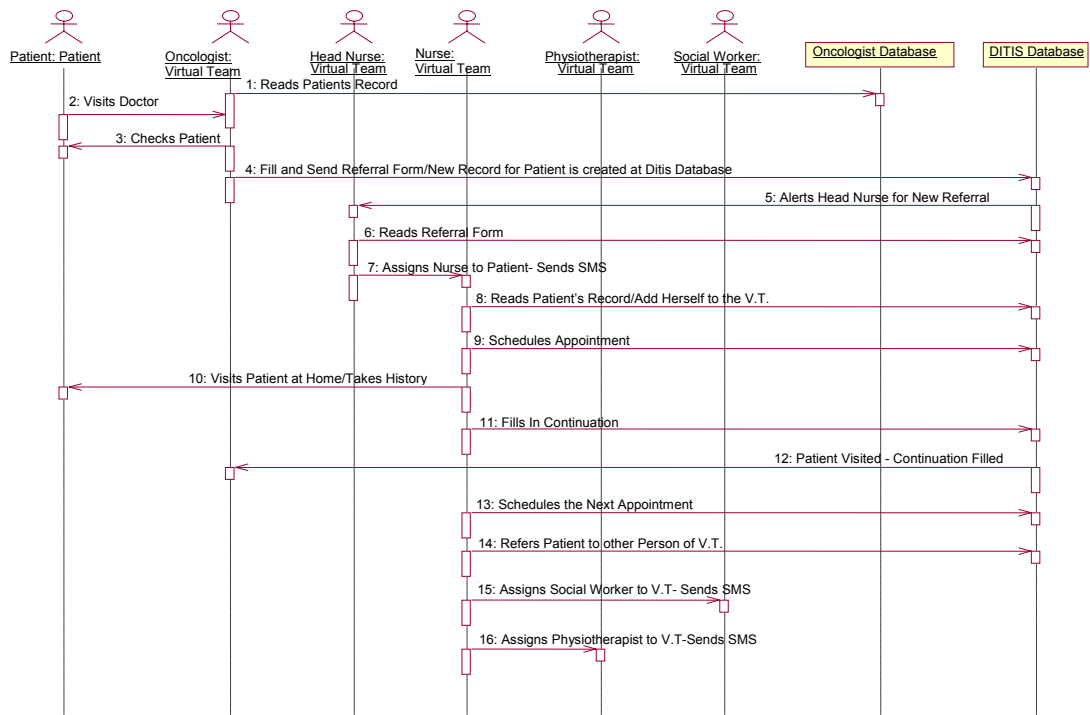 Patient: Patient
Oncologist:
Virtual Team
Head Nurse:
Virtual Team
Nurse:
Virtual Team
Physiotherapist:
Virtual Team
Social Worker:
Virtual Team
Oncologist Database
DITIS Database
1: Reads Patients Record
2: Visits Doctor
3: Checks Patient
4: Fill and Send Referral Form/New Record for Patient is created at Ditis Database
5: Alerts Head Nurse for New Referral
6: Reads Referral Form
7: Assigns Nurse to Patient- Sends SMS
8: Reads Patient's Record/Add Herself to the V.T.
9: Schedules Appointment
10: Visits Patient at Home/Takes History
11: Fills In Continuation
12: Patient Visited - Continuation Filled
13: Schedules the Next Appointment
14: Refers Patient to other Person of V.T.
15: Assigns Social Worker to V.T- Sends SMS
16: Assigns Physiotherapist to V.T-Sends SMS